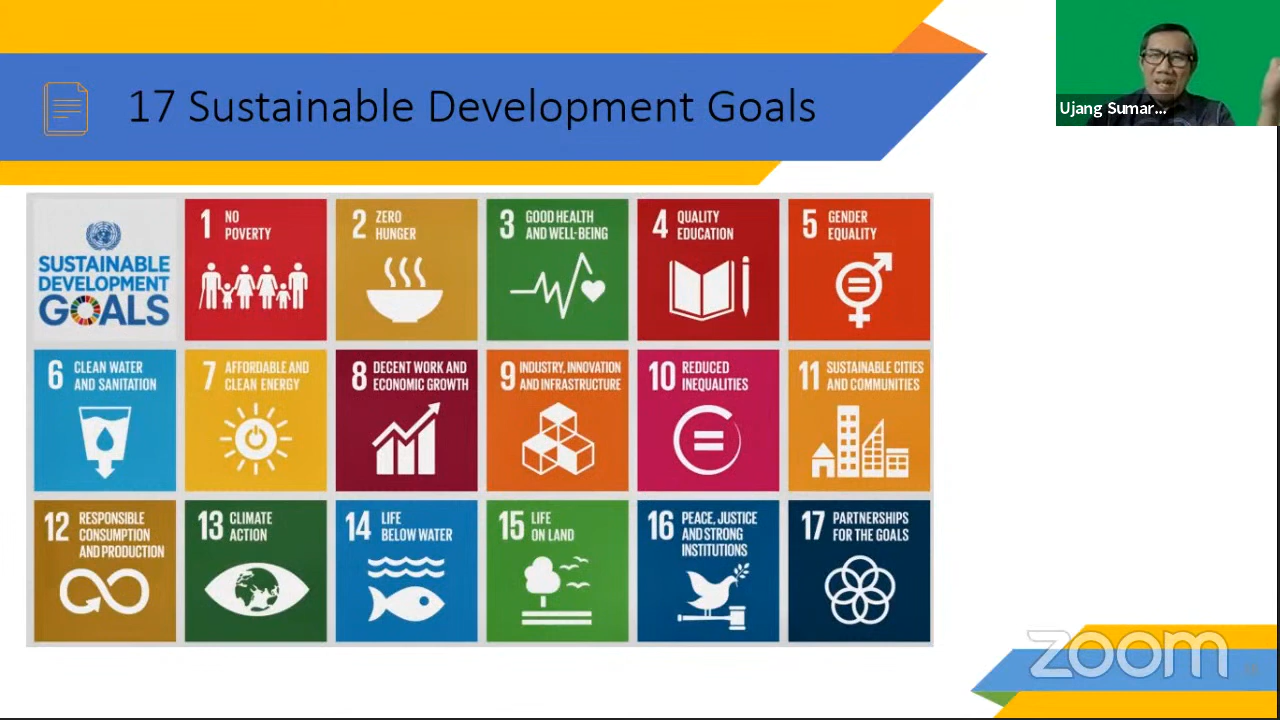 17 Sustainable Development Goals
Ujang Sumar...
SUSTAINABLE
DEVELOPMENT
GOALS
1 NO
POVERTY
2 ZERO
HUNGER
3 GOOD HEALTH
AND WELL-BEING
4 QUALITY
EDUCATION
5 GENDER
EQUALITY
6 CLEAN WATER
AND SANITATION
7 AFFORDABLE AND
CLEAN ENERGY
8 DECENT WORK AND
ECONOMIC GROWTH
9 INDUSTRY, INNOVATION
AND INFRASTRUCTURE
10 REDUCED
INEQUALITIES
11 SUSTAINABLE CITIES
AND COMMUNITIES
12 RESPONSIBLE
CONSUMPTION
AND PRODUCTION
13 CLIMATE
ACTION
14 LIFE
BELOW WATER
15 LIFE
ON LAND
16 PEACE, JUSTICE
AND STRONG
INSTITUTIONS
17 PARTNERSHIPS
FOR THE GOALS
zoom